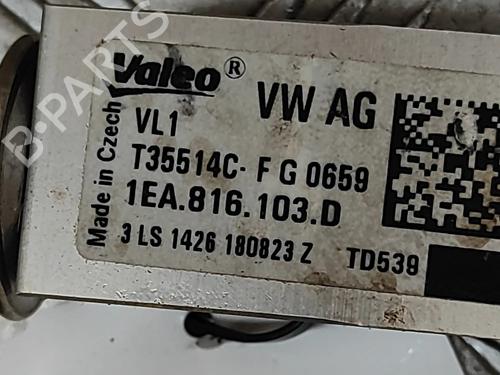 B-PARTS
Valeo®
VW AG
Made in Czech
VL1
T35514C- F G 0659
1EA.816.103.D
3 LS 1426 180823 Z TD539